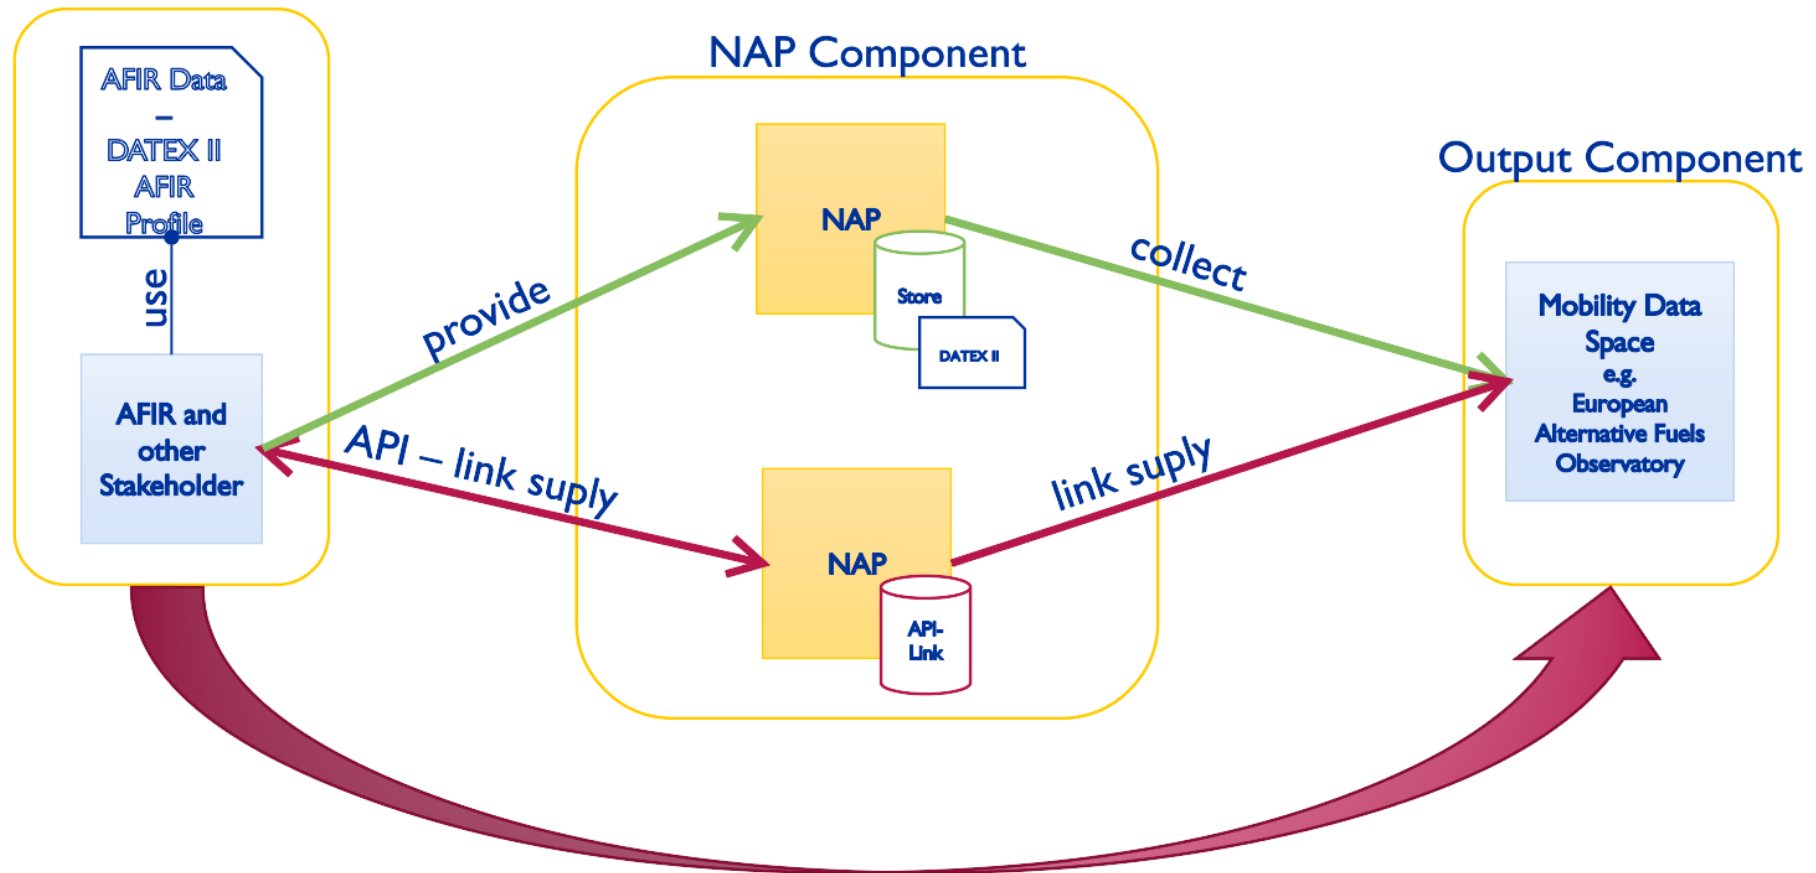 AFIR Data
–
DATEX II
AFIR
Profile
use
AFIR and
other
Stakeholder
provide
API – link suply
NAP Component
NAP
Store
DATEX II
NAP
API-
Link
collect
link suply
Output Component
Mobility Data
Space
e.g.
European
Alternative Fuels
Observatory